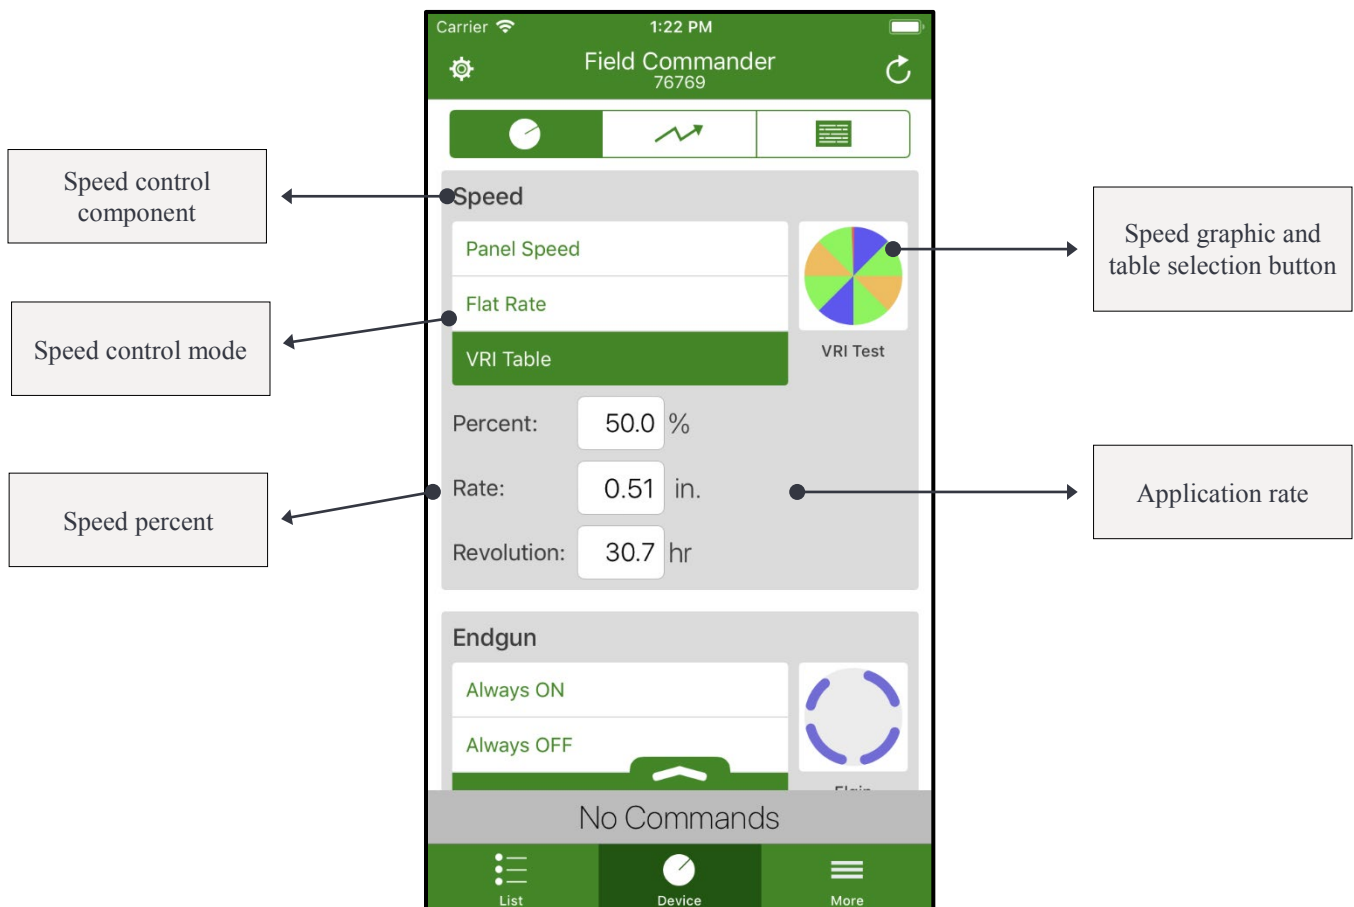 Carrier
1:22 PM
Field Commander
76769
Speed control
component
Speed
Panel Speed
Flat Rate
VRI Table
VRI Test
Speed graphic and
table selection button
Speed control mode
Percent: 50.0 %
Rate: 0.51 in.
Revolution: 30.7 hr
Speed percent
Application rate
Endgun
Always ON
Always OFF
No Commands
List
Device
More